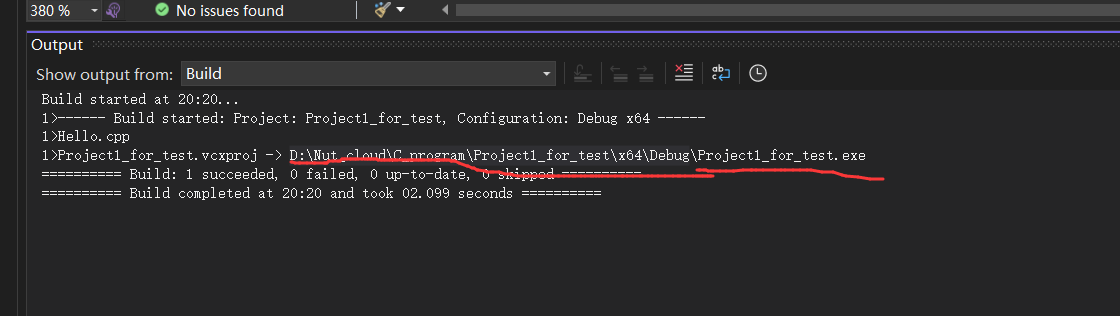 380 %
No issues found
Output
Show output from: Build
Build started at 20:20...
1>------ Build started: Project: Project1_for_test, Configuration: Debug x64 ------
1>Hello.cpp
1>Project1_for_test.vcxproj -> D:\Nut_cloud\C_program\Project1_for_test\x64\Debug\Project1_for_test.exe
========== Build: 1 succeeded, 0 failed, 0 up-to-date, 0 skipped ==========
========== Build completed at 20:20 and took 02.099 seconds ==========